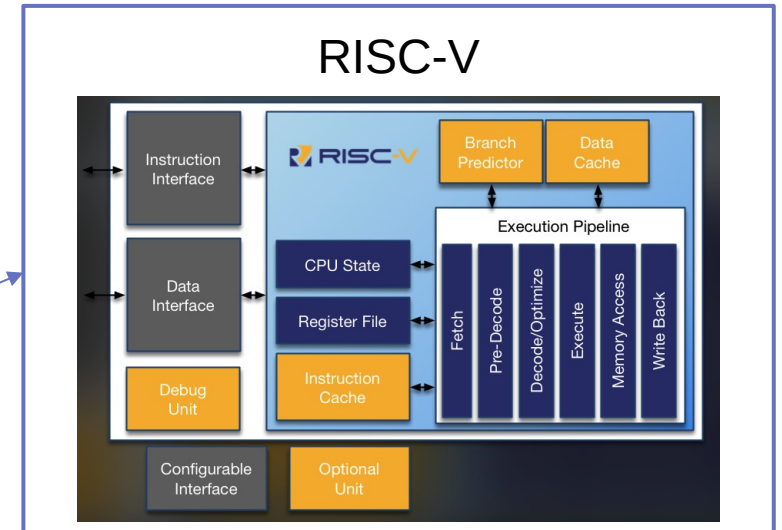 RISC-V
Instruction
Interface
RISC-V
Branch
Predictor
Data
Cache
Execution Pipeline
Data
Interface
CPU State
Register File
Instruction
Cache
Fetch
Pre-Decode
Decode/Optimize
Execute
Memory Access
Write Back
Debug
Unit
Configurable
Interface
Optional
Unit